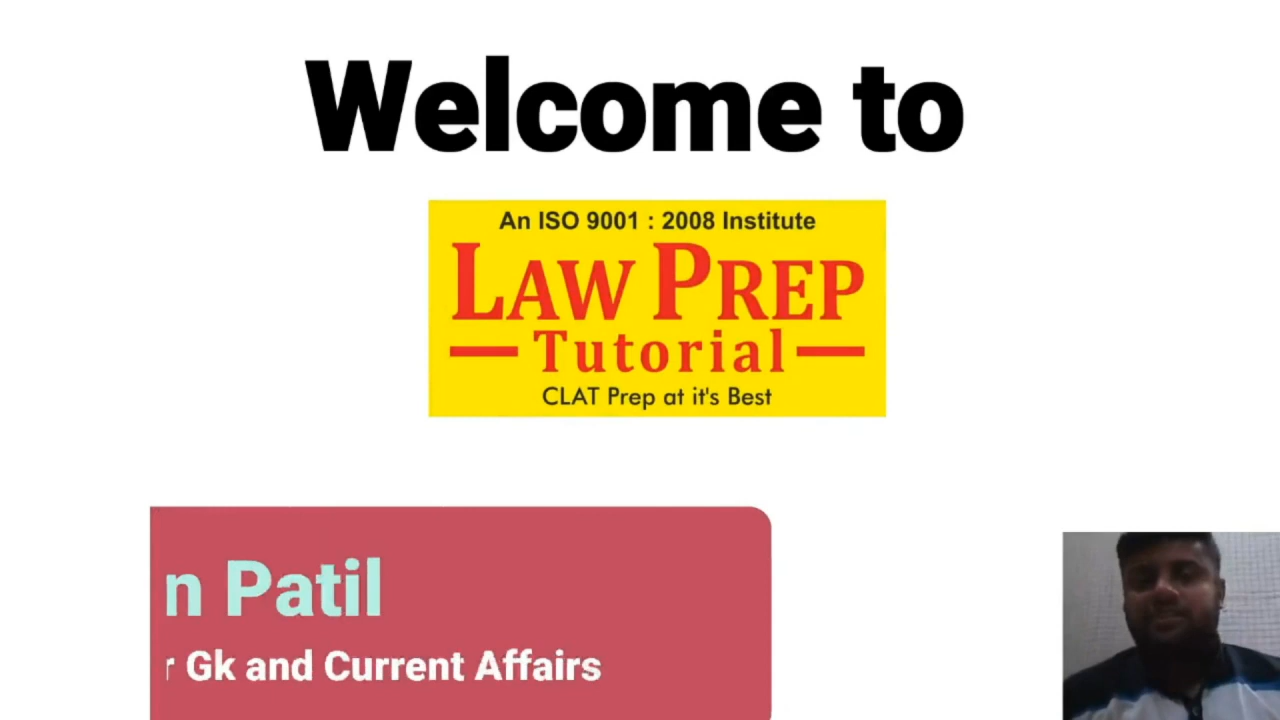 Welcome to
An ISO 9001 : 2008 Institute
LAW PREP
Tutorial
CLAT Prep at it's Best
n Patil
r Gk and Current Affairs